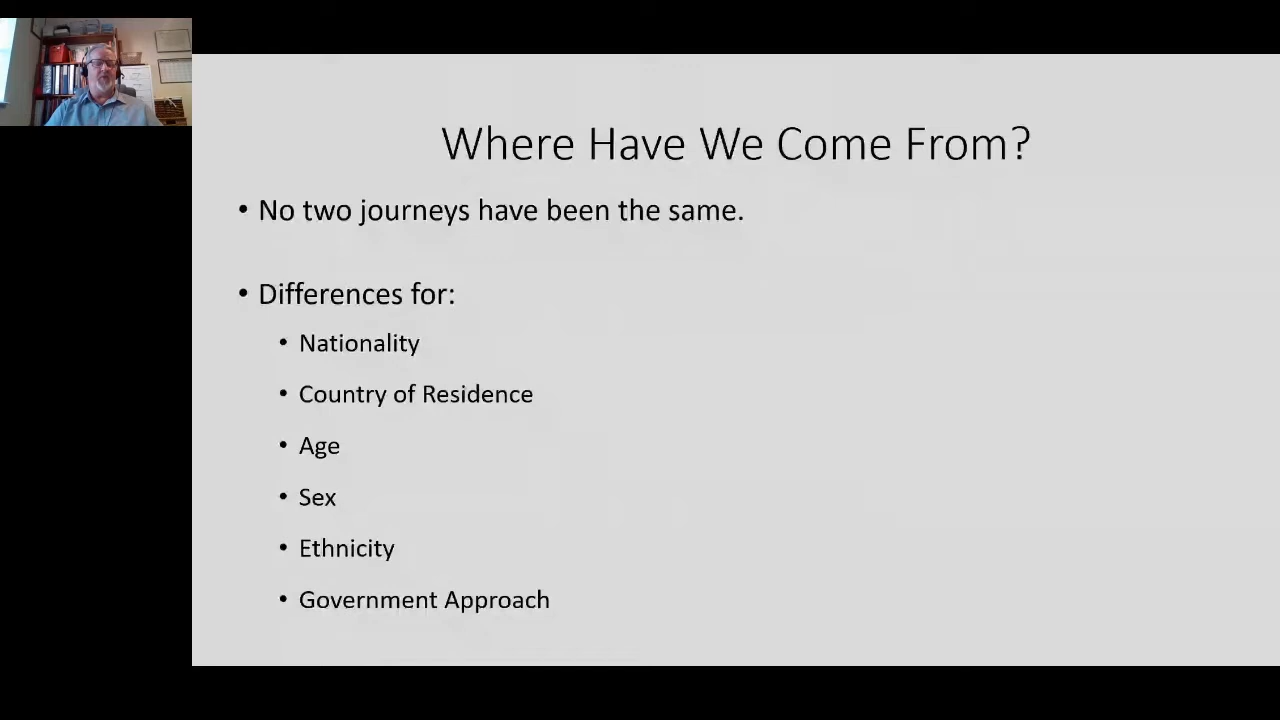 Where Have We Come From?
• No two journeys have been the same.
• Differences for:
• Nationality
• Country of Residence
• Age
• Sex
• Ethnicity
• Government Approach